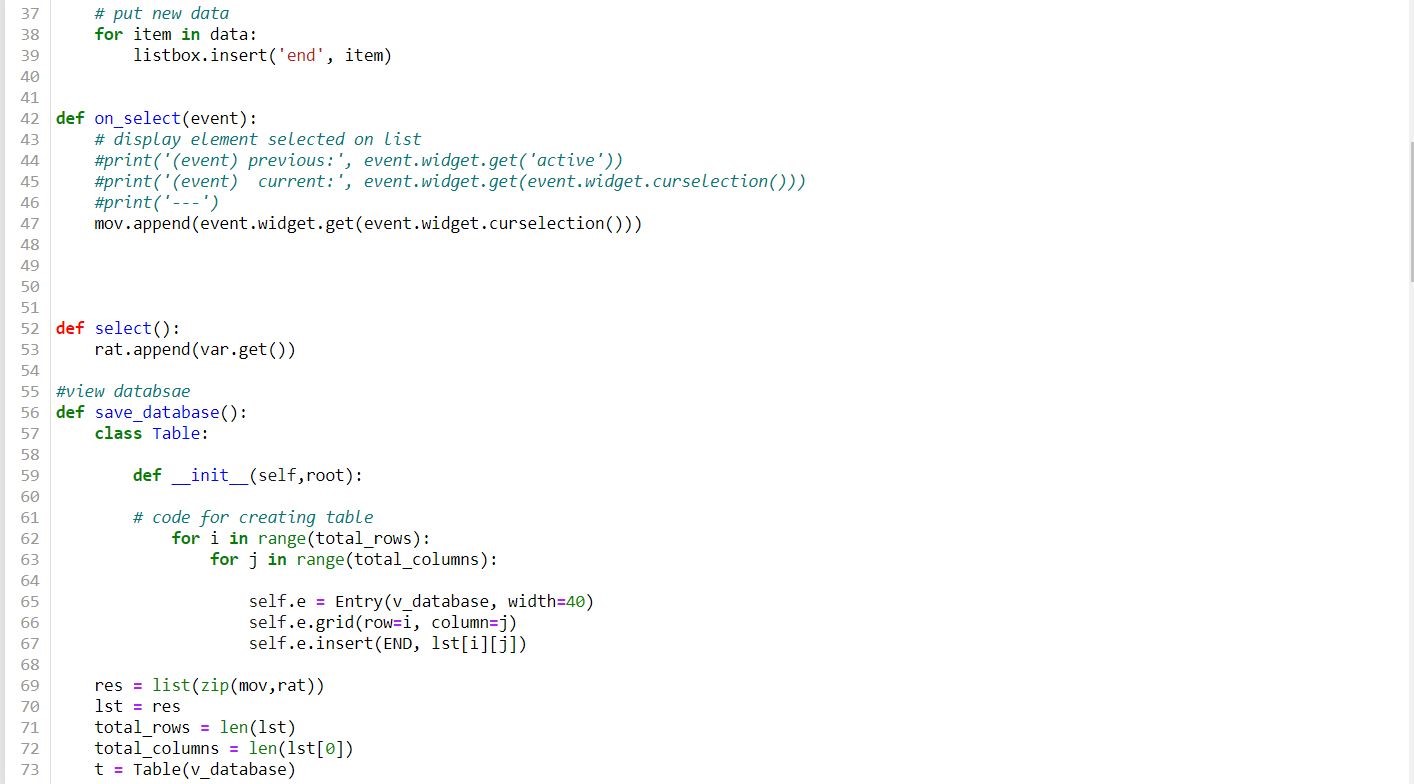 37     # put new data
38     for item in data:
39         listbox.insert('end', item)
40
41
42 def on_select(event):
43     # display element selected on list
44     #print('(event) previous:', event.widget.get('active'))
45     #print('(event)  current:', event.widget.get(event.widget.curselection()))
46     #print('---')
47     mov.append(event.widget.get(event.widget.curselection()))
48
49
50
51
52 def select():
53     rat.append(var.get())
54
55 #view databsae
56 def save_database():
57     class Table:
58
59         def __init__(self,root):
60
61         # code for creating table
62             for i in range(total_rows):
63                 for j in range(total_columns):
64
65                     self.e = Entry(v_database, width=40)
66                     self.e.grid(row=i, column=j)
67                     self.e.insert(END, lst[i][j])
68
69     res = list(zip(mov,rat))
70     lst = res
71     total_rows = len(lst)
72     total_columns = len(lst[0])
73     t = Table(v_database)